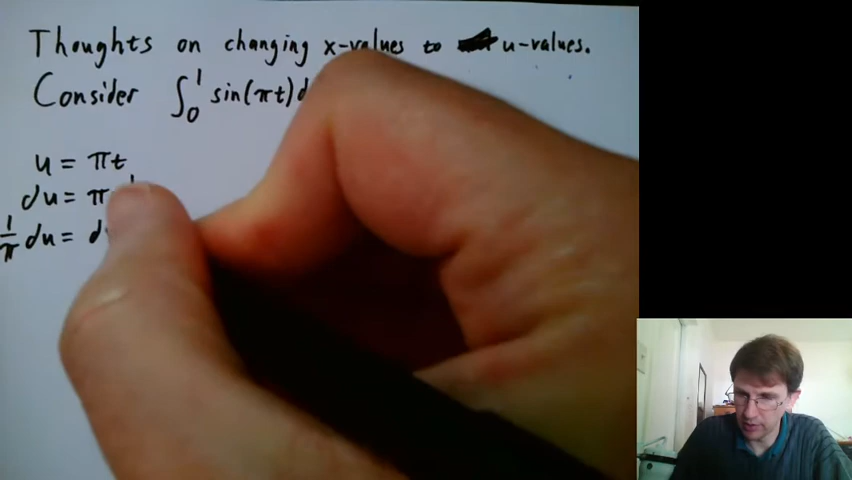 Thoughts on changing x-values to u-values.
Consider ∫₀¹ sin(πt)d
u = πt
du = π
1/π du = d